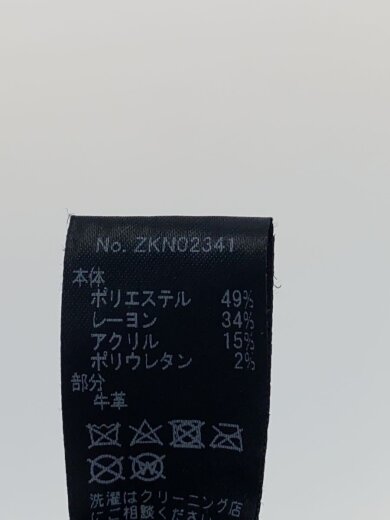 No. ZKN02341
本体
ポリエステル 49%
レーヨン 34%
アクリル 15%
ポリウレタン 2%
部分
牛革
洗濯はクリーニング店
にご相談ください